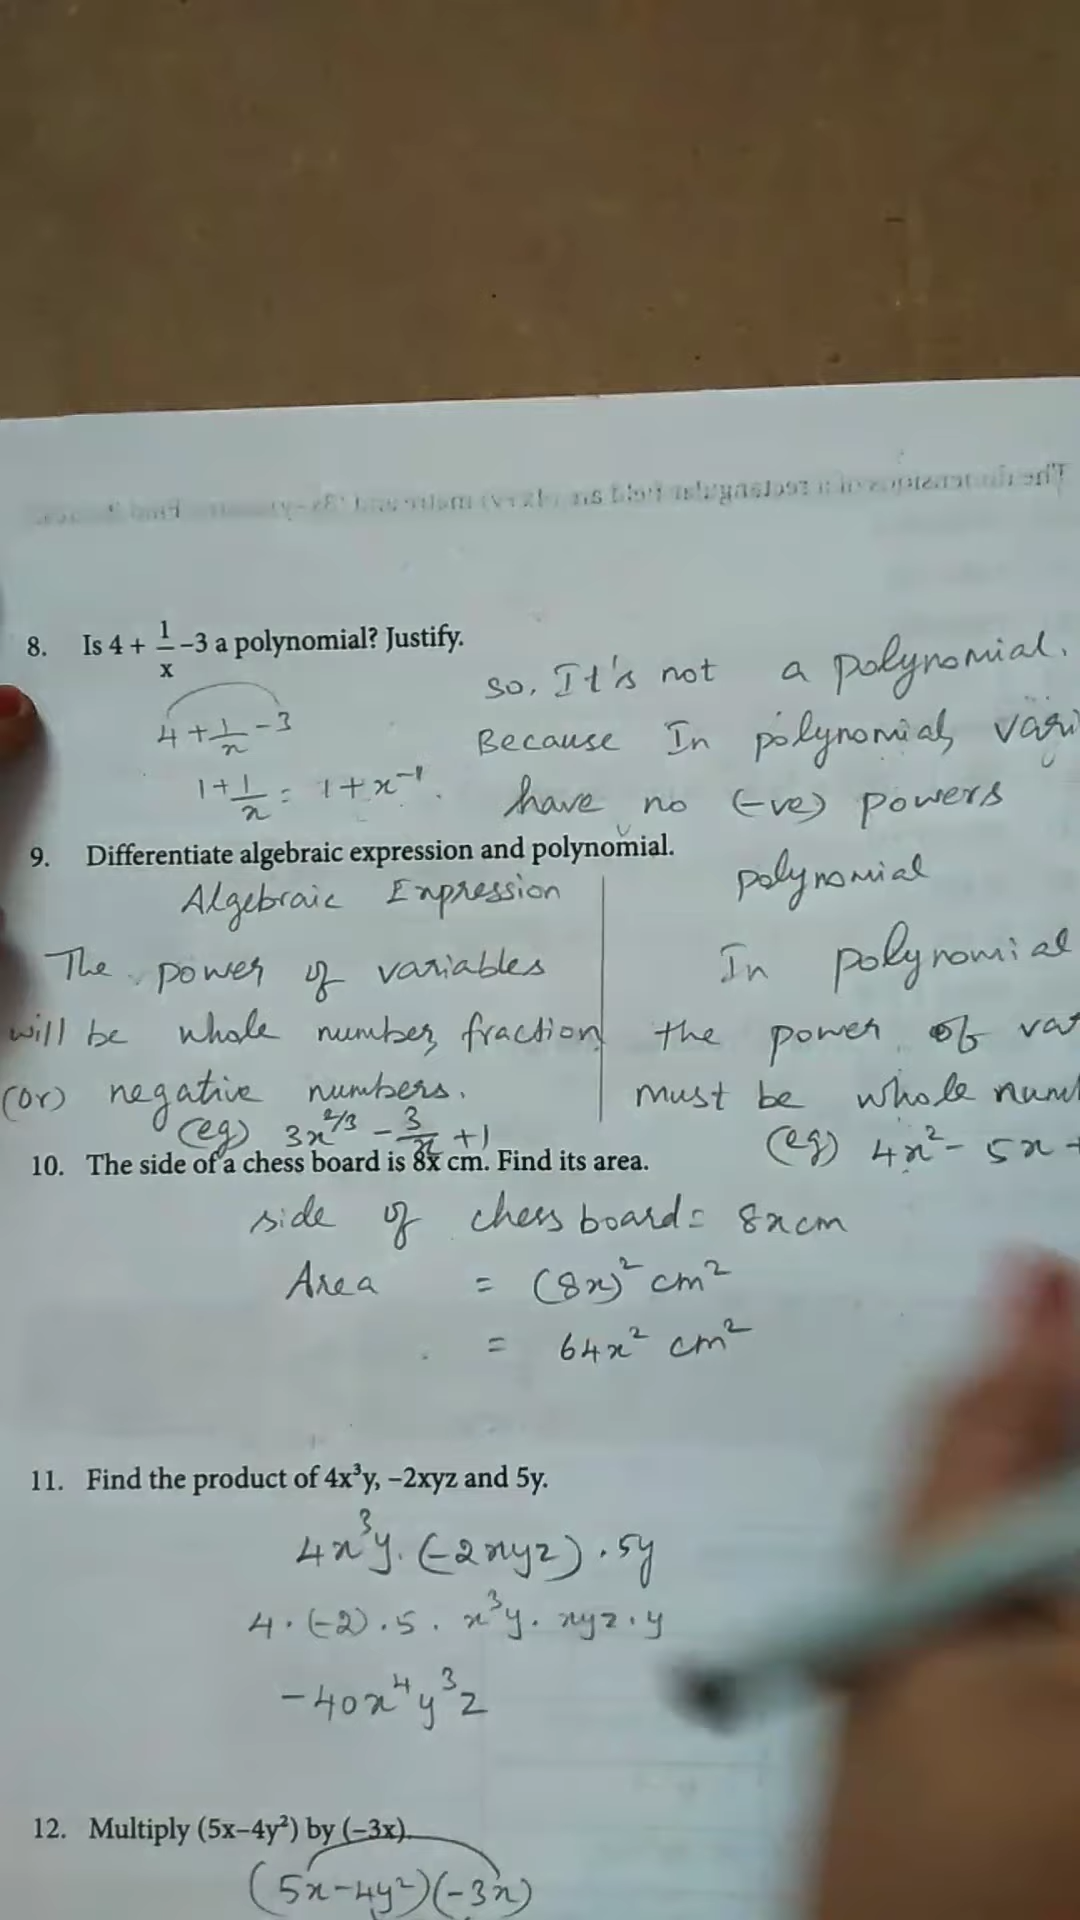 8. Is 4 + 1/x −3 a polynomial? Justify.
4 + 1/x − 3
1 + 1/x = 1 + x⁻¹.
so, It's not a polynomial.
Because In polynomial, vari
have no (-ve) powers
9. Differentiate algebraic expression and polynomial.
Algebraic Expression
The power of variables
will be whole number, fraction
(or) negative numbers.
(eg) 3x^2/3 − 3/x + 1
polynomial
In polynomial
the power of va
must be whole num
(eg) 4x² − 5x +
10. The side of a chess board is 8x cm. Find its area.
side of chess board = 8x cm
Area = (8x)² cm²
= 64x² cm²
11. Find the product of 4x³y, −2xyz and 5y.
4x³y . (−2xyz) . 5y
4 . (−2) . 5 . x³y . xyz . y
−40x⁴y³z
12. Multiply (5x−4y²) by (−3x).
(5x−4y²)(−3x)